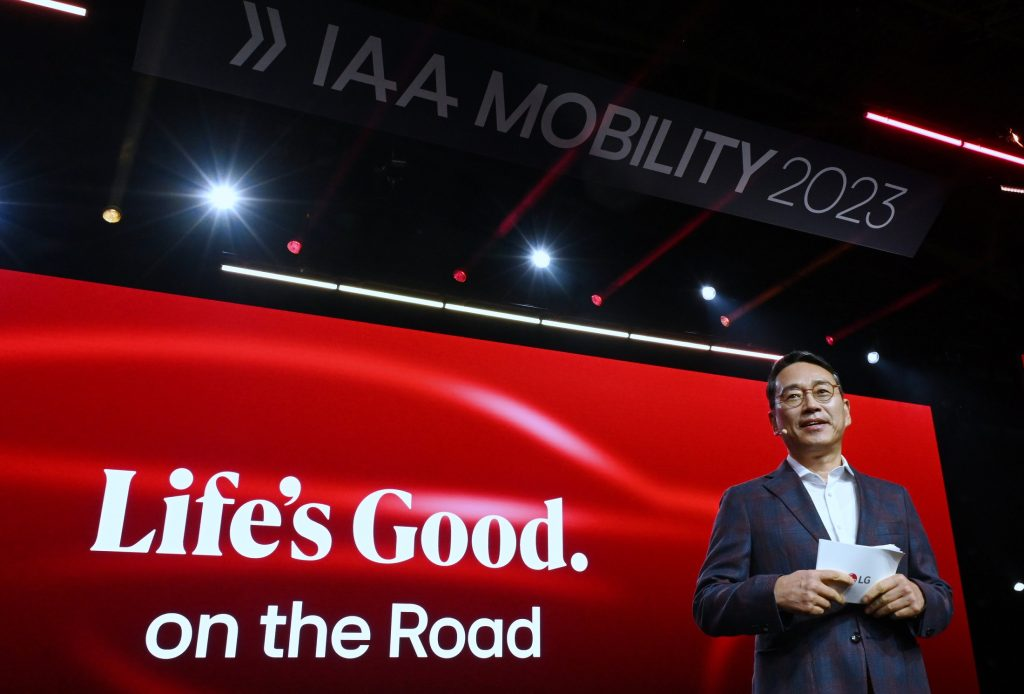 » IAA MOBILITY 2023
Life's Good.
on the Road
LG